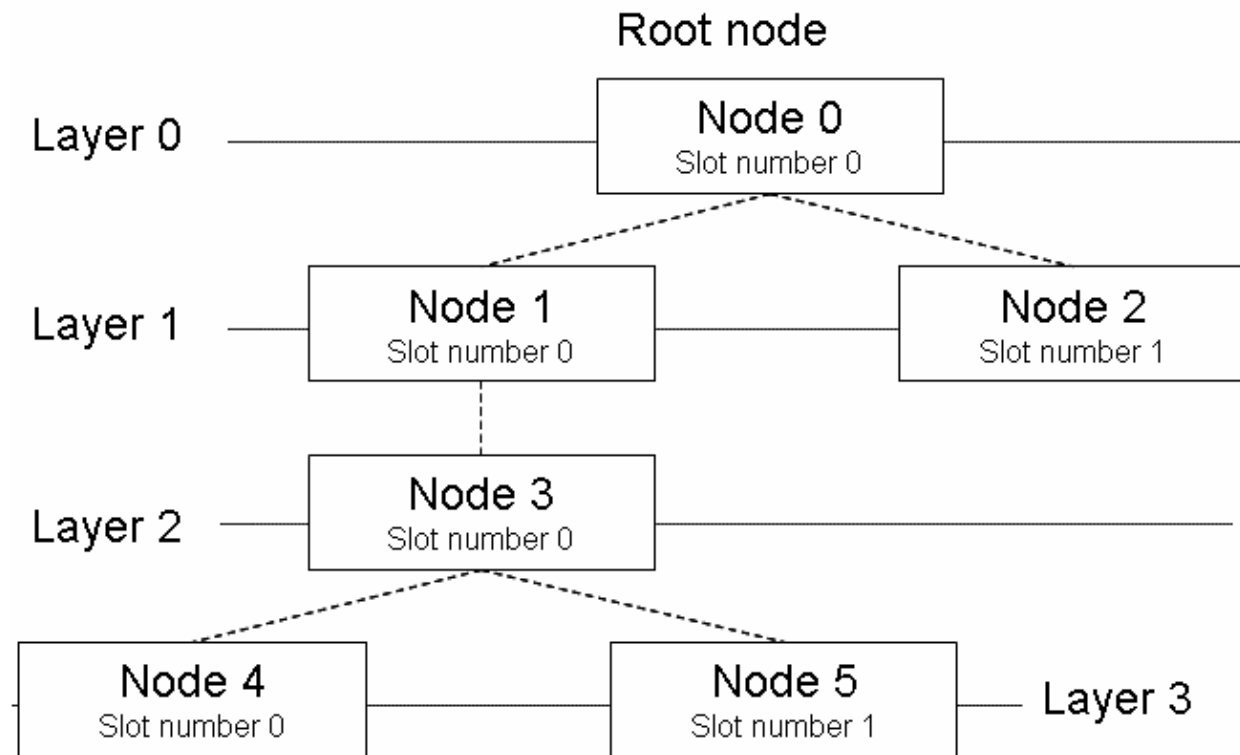 Root node
Layer 0
Node 0
Slot number 0
Layer 1
Node 1
Slot number 0
Node 2
Slot number 1
Layer 2
Node 3
Slot number 0
Node 4
Slot number 0
Node 5
Slot number 1
Layer 3